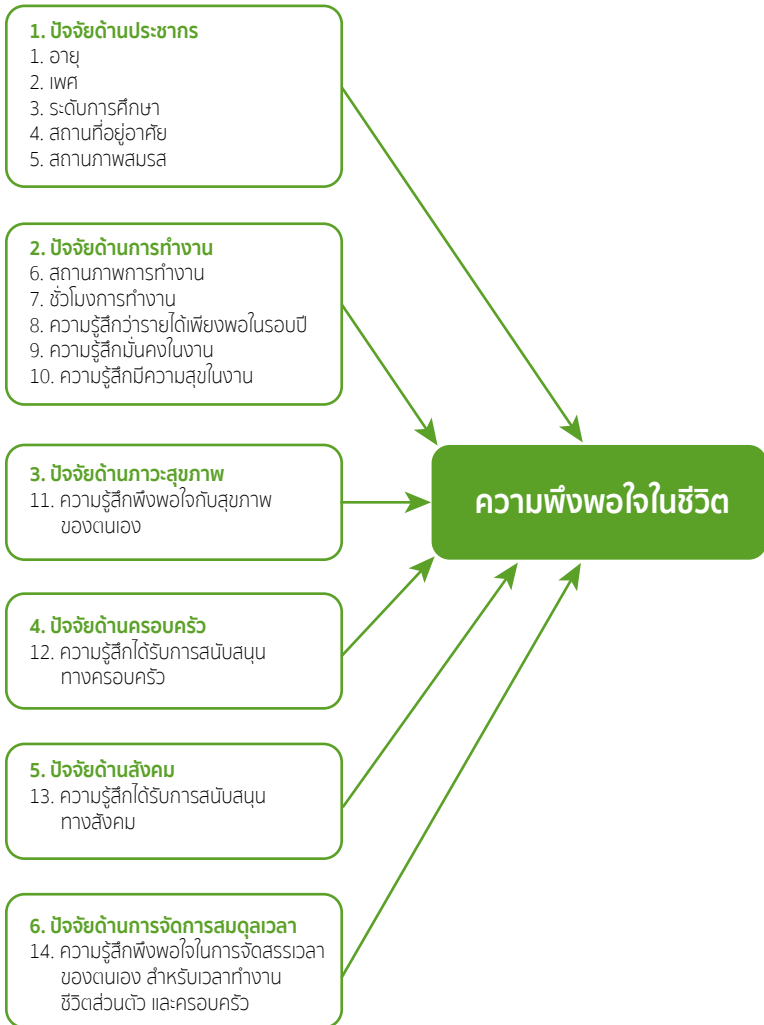 1. ปัจจัยด้านประชากร
1. อายุ
2. เพศ
3. ระดับการศึกษา
4. สถานที่อยู่อาศัย
5. สถานภาพสมรส
2. ปัจจัยด้านการทำงาน
6. สถานภาพการทำงาน
7. ชั่วโมงการทำงาน
8. ความรู้สึกว่ารายได้เพียงพอในรอบปี
9. ความรู้สึกมั่นคงในงาน
10. ความรู้สึกมีความสุขในงาน
3. ปัจจัยด้านภาวะสุขภาพ
11. ความรู้สึกพึงพอใจกับสุขภาพ
ของตนเอง
ความพึงพอใจในชีวิต
4. ปัจจัยด้านครอบครัว
12. ความรู้สึกได้รับการสนับสนุน
ทางครอบครัว
5. ปัจจัยด้านสังคม
13. ความรู้สึกได้รับการสนับสนุน
ทางสังคม
6. ปัจจัยด้านการจัดการสมดุลเวลา
14. ความรู้สึกพึงพอใจในการจัดสรรเวลา
ของตนเอง สำหรับเวลาทำงาน
ชีวิตส่วนตัว และครอบครัว